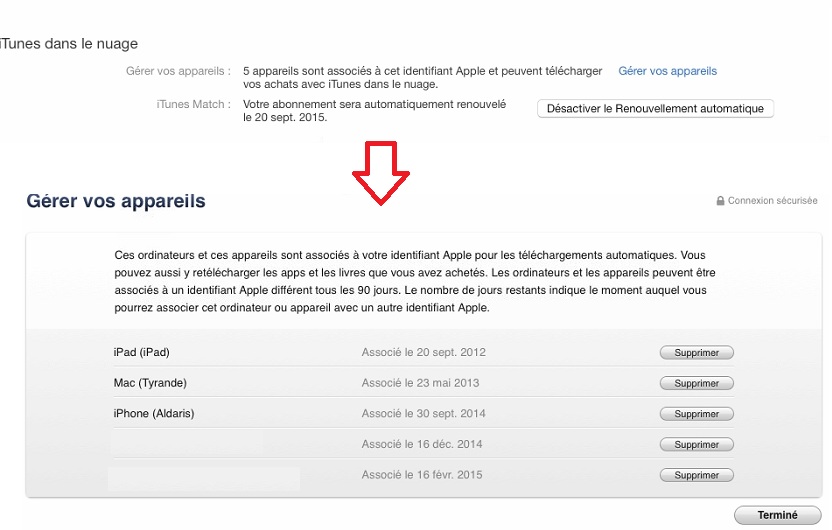 iTunes dans le nuage
Gérer vos appareils : 5 appareils sont associés à cet identifiant Apple et peuvent télécharger Gérer vos appareils
vos achats avec iTunes dans le nuage.
iTunes Match : Votre abonnement sera automatiquement renouvelé Désactiver le Renouvellement automatique
le 20 sept. 2015.
Gérer vos appareils Connexion sécurisée
Ces ordinateurs et ces appareils sont associés à votre identifiant Apple pour les téléchargements automatiques. Vous
pouvez aussi y retélécharger les apps et les livres que vous avez achetés. Les ordinateurs et les appareils peuvent être
associés à un identifiant Apple différent tous les 90 jours. Le nombre de jours restants indique le moment auquel vous
pourrez associer cet ordinateur ou appareil avec un autre identifiant Apple.
iPad (iPad) Associé le 20 sept. 2012 Supprimer
Mac (Tyrande) Associé le 23 mai 2013 Supprimer
iPhone (Aldaris) Associé le 30 sept. 2014 Supprimer
Associé le 16 déc. 2014 Supprimer
Associé le 16 févr. 2015 Supprimer
Terminé